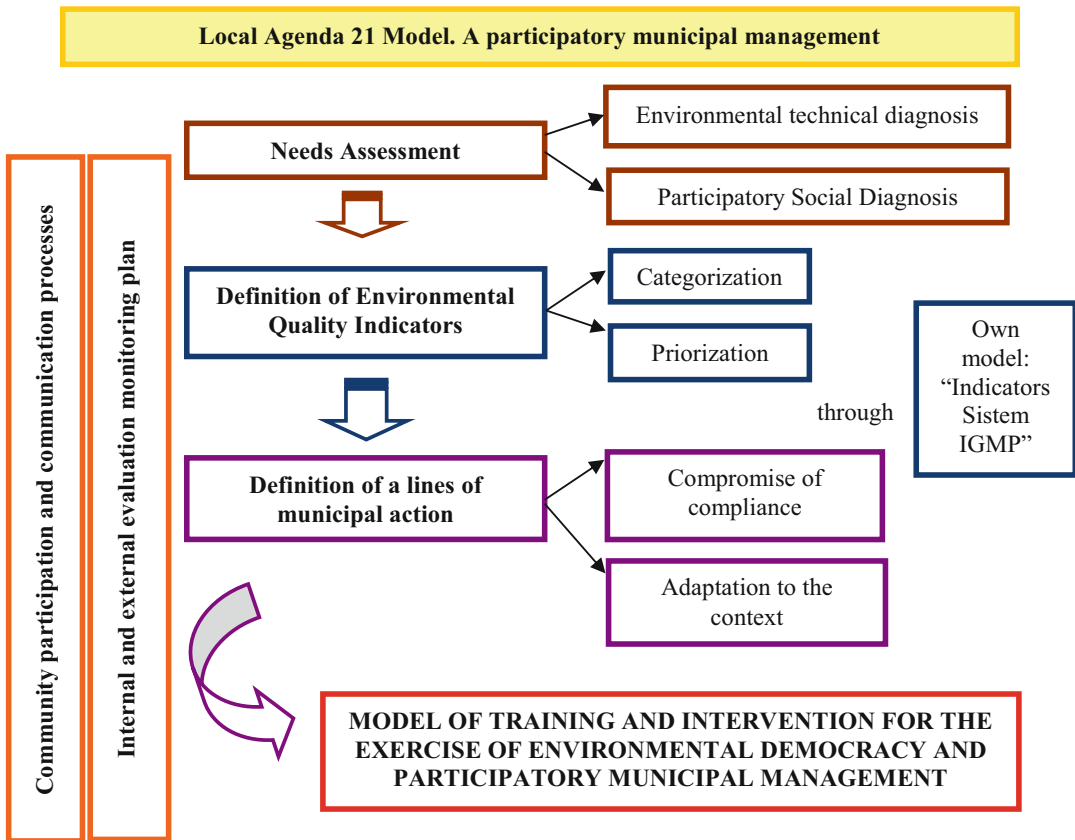 Local Agenda 21 Model. A participatory municipal management
Community participation and communication processes
Internal and external evaluation monitoring plan
Needs Assessment
Environmental technical diagnosis
Participatory Social Diagnosis
Definition of Environmental
Quality Indicators
Categorization
Priorization
through
Own
model:
“Indicators
Sistem
IGMP”
Definition of a lines of
municipal action
Compromise of
compliance
Adaptation to the
context
MODEL OF TRAINING AND INTERVENTION FOR THE
EXERCISE OF ENVIRONMENTAL DEMOCRACY AND
PARTICIPATORY MUNICIPAL MANAGEMENT